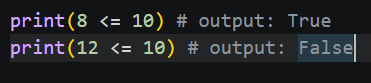 print(8 <= 10) # output: True
print(12 <= 10) # output: False